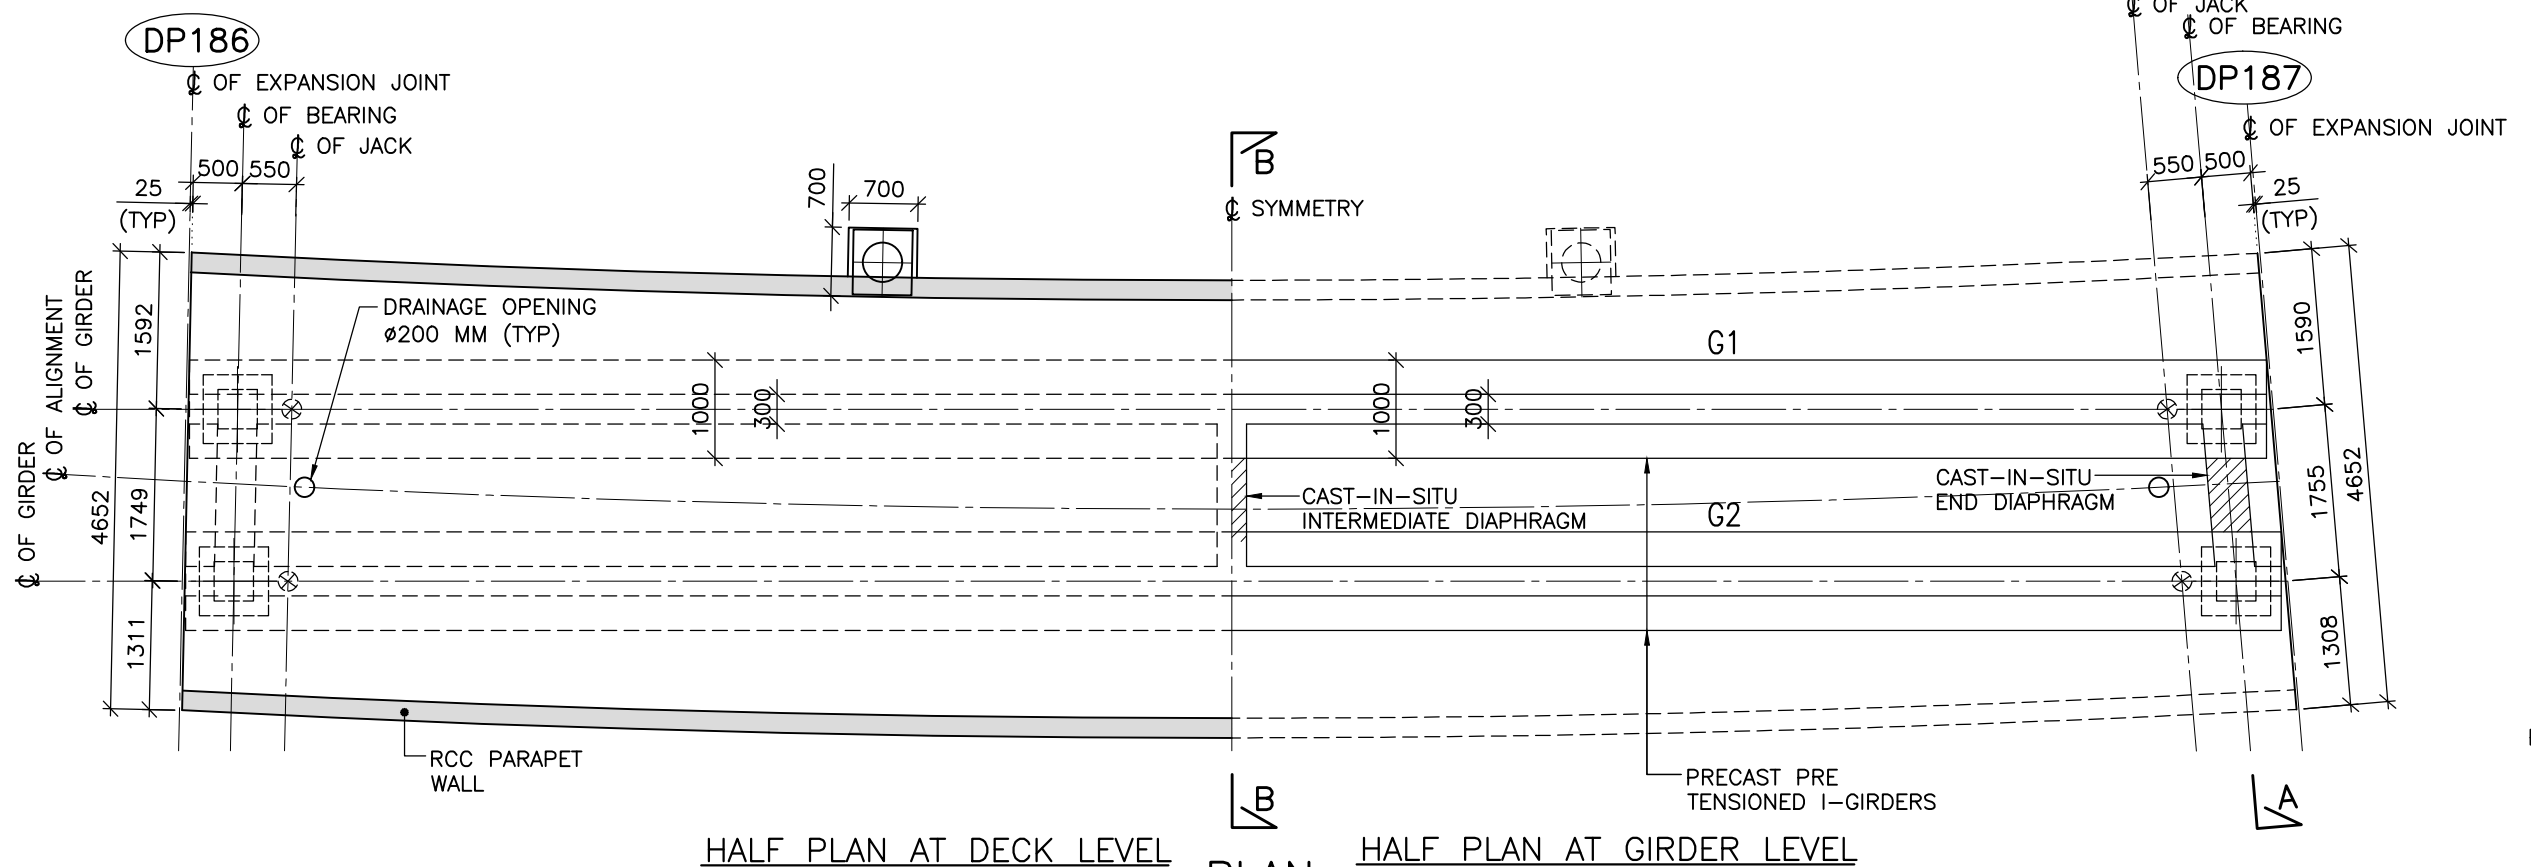 DP186
℄ OF EXPANSION JOINT
℄ OF BEARING
℄ OF JACK
500
550
25
(TYP)
700
700
B
℄ SYMMETRY
℄ OF JACK
℄ OF BEARING
DP187
℄ OF EXPANSION JOINT
550
500
25
(TYP)
℄ OF GIRDER
℄ OF ALIGNMENT
℄ OF GIRDER
4652
1592
1749
1311
DRAINAGE OPENING
ø200 MM (TYP)
1000
300
1000
300
G1
G2
CAST-IN-SITU
INTERMEDIATE DIAPHRAGM
CAST-IN-SITU
END DIAPHRAGM
1590
1755
1308
4652
RCC PARAPET
WALL
PRECAST PRE
TENSIONED I-GIRDERS
B
A
HALF PLAN AT DECK LEVEL
PLAN
HALF PLAN AT GIRDER LEVEL